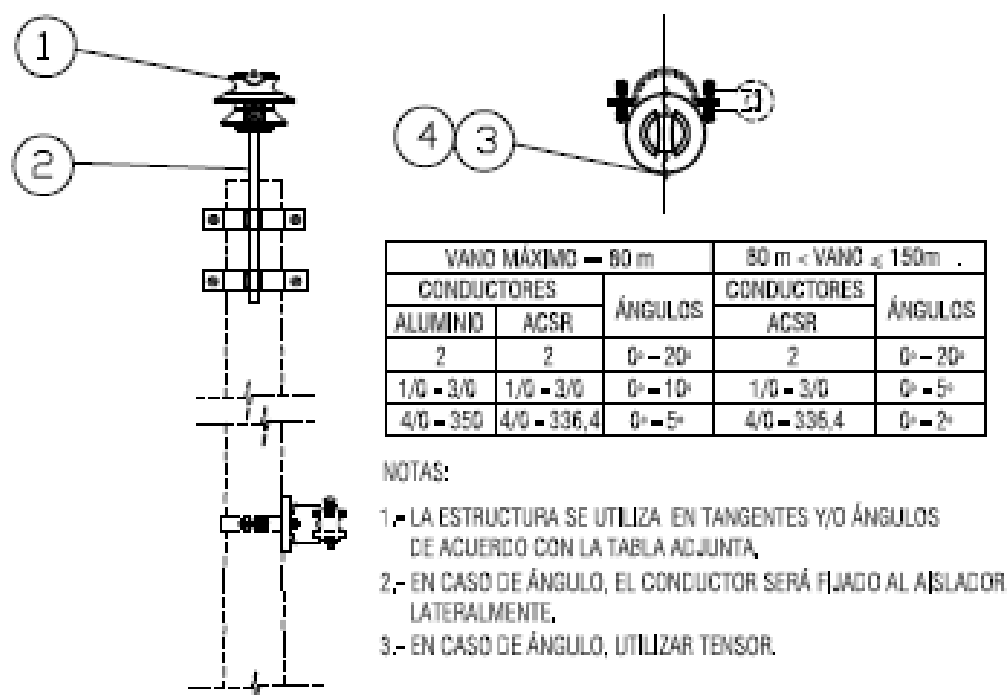 1
2
4 3
VANO MÁXIMO – 80 m 80 m < VANO ≤ 150m .
CONDUCTORES ÁNGULOS CONDUCTORES ÁNGULOS
ALUMINIO ACSR ACSR
2 2 0° – 20° 2 0° – 20°
1/0 – 3/0 1/0 – 3/0 0° – 10° 1/0 – 3/0 0° – 5°
4/0 – 350 4/0 – 336,4 0° – 5° 4/0 – 336,4 0° – 2°
NOTAS:
1.- LA ESTRUCTURA SE UTILIZA EN TANGENTES Y/O ÁNGULOS
DE ACUERDO CON LA TABLA ADJUNTA.
2.- EN CASO DE ÁNGULO, EL CONDUCTOR SERÁ FIJADO AL AISLADOR
LATERALMENTE.
3.- EN CASO DE ÁNGULO, UTILIZAR TENSOR.